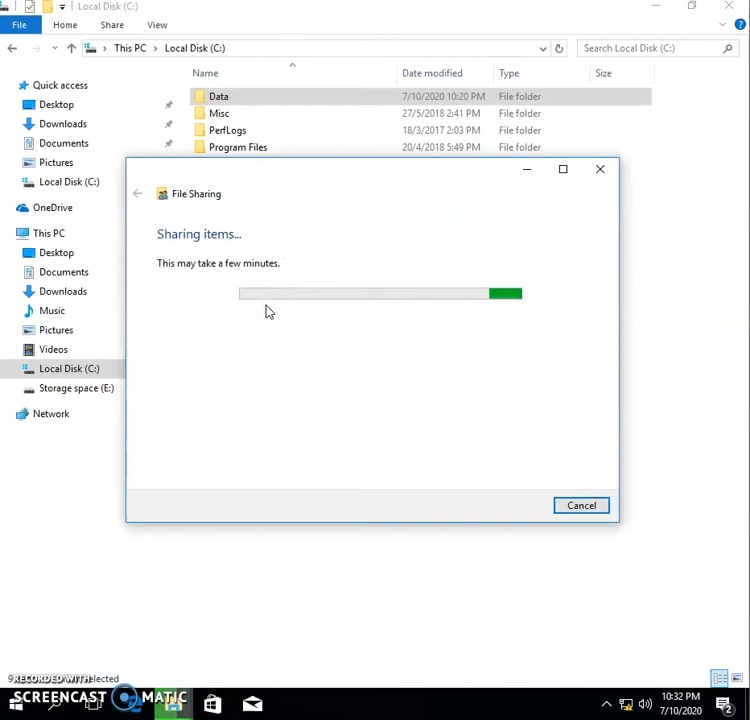 Local Disk (C:)
File Home Share View
This PC Local Disk (C:) Search Local Disk (C:)
Name Date modified Type Size
Quick access
Desktop
Downloads
Documents
Pictures
Local Disk (C:)
OneDrive
This PC
Desktop
Documents
Downloads
Music
Pictures
Videos
Local Disk (C:)
Storage space (E:)
Network
Data 7/10/2020 10:20 PM File folder
Misc 27/5/2018 2:41 PM File folder
PerfLogs 18/3/2017 2:03 PM File folder
Program Files 20/4/2018 5:49 PM File folder
File Sharing
Sharing items...
This may take a few minutes.
Cancel
9
RECORDED WITH
SCREENCAST MATIC
10:32 PM
7/10/2020
2